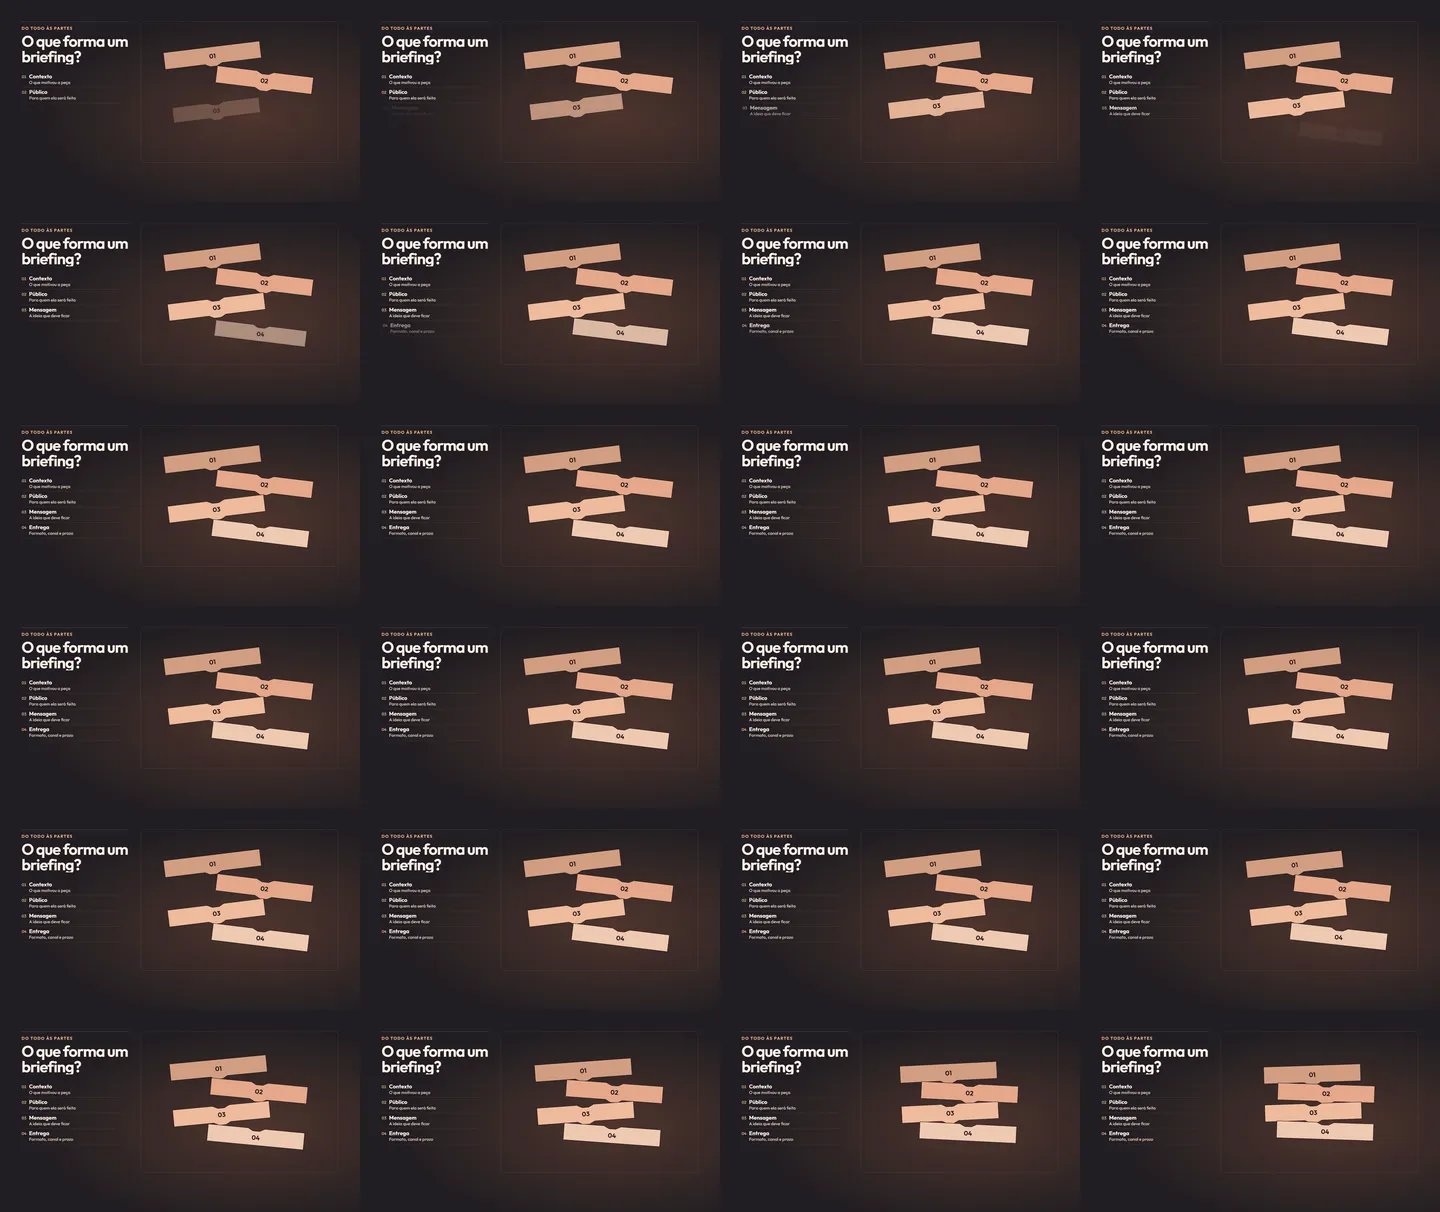 DO TODO ÀS PARTES
O que forma um
briefing?
01 Contexto
O que motivou a peça
02 Público
Para quem ela será feita
03 Mensagem
A ideia que deve ficar
04 Entrega
Formato, canal e prazo
01
02
03
04